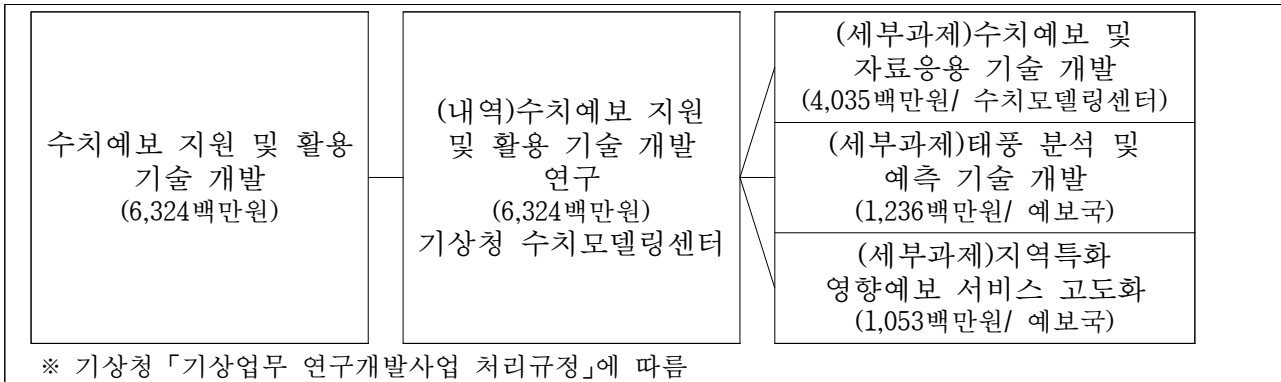 수치예보 지원 및 활용
기술 개발
(6,324백만원)
(내역)수치예보 지원
및 활용 기술 개발
연구
(6,324백만원)
기상청 수치모델링센터
(세부과제)수치예보 및
자료응용 기술 개발
(4,035백만원/ 수치모델링센터)
(세부과제)태풍 분석 및
예측 기술 개발
(1,236백만원/ 예보국)
(세부과제)지역특화
영향예보 서비스 고도화
(1,053백만원/ 예보국)
※ 기상청 「기상업무 연구개발사업 처리규정」에 따름